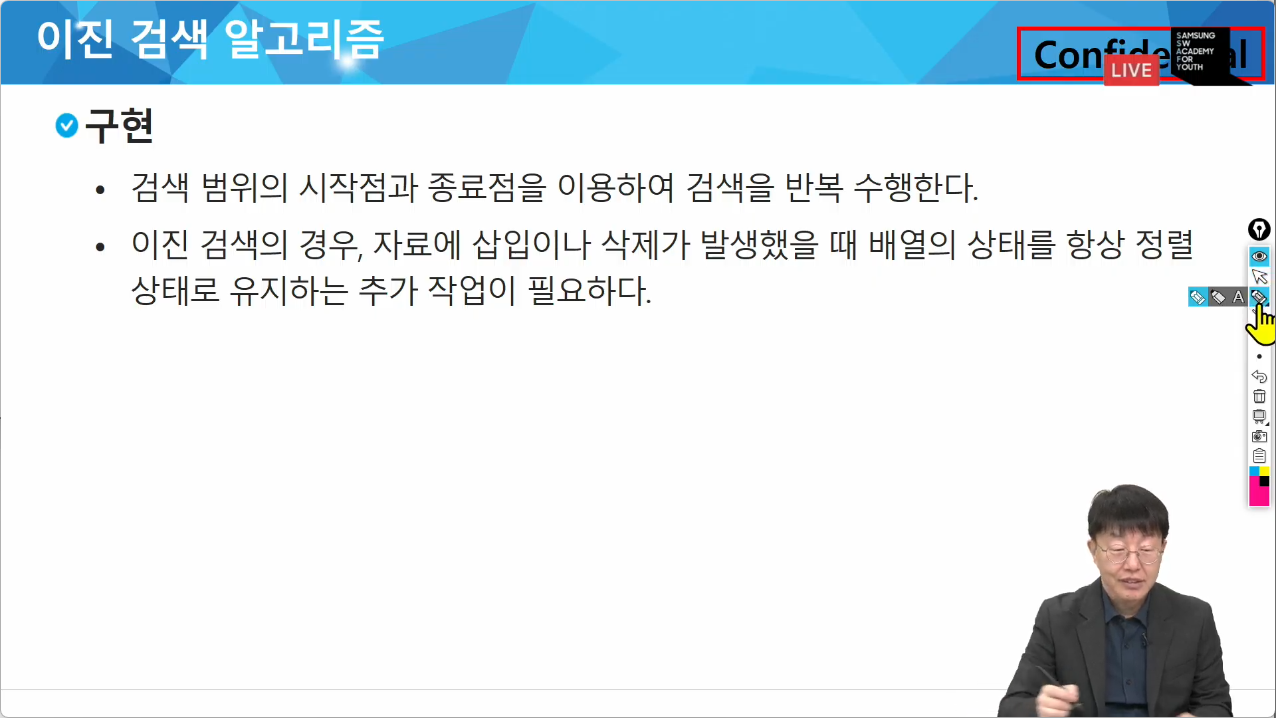 이진 검색 알고리즘
Confidential
SAMSUNG
SW
ACADEMY
FOR
YOUTH
LIVE
구현
• 검색 범위의 시작점과 종료점을 이용하여 검색을 반복 수행한다.
• 이진 검색의 경우, 자료에 삽입이나 삭제가 발생했을 때 배열의 상태를 항상 정렬
상태로 유지하는 추가 작업이 필요하다.
A